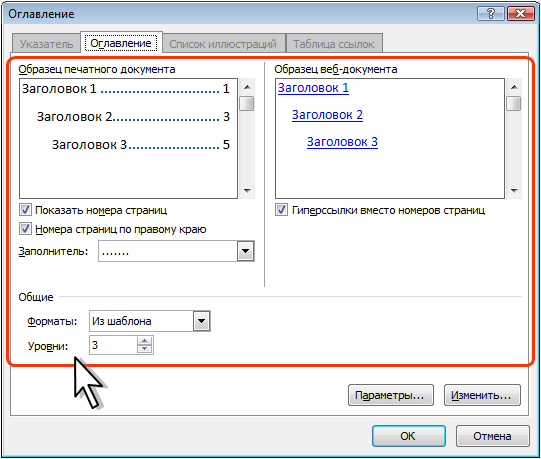 Оглавление
Указатель
Оглавление
Список иллюстраций
Таблица ссылок
Образец печатного документа
Заголовок 1 ............................ 1
Заголовок 2......................... 3
Заголовок 3..................... 5
Образец веб-документа
Заголовок 1
Заголовок 2
Заголовок 3
Показать номера страниц
Номера страниц по правому краю
Заполнитель: .......
Гиперссылки вместо номеров страниц
Общие
Форматы: Из шаблона
Уровни: 3
Параметры... Изменить...
ОК Отмена